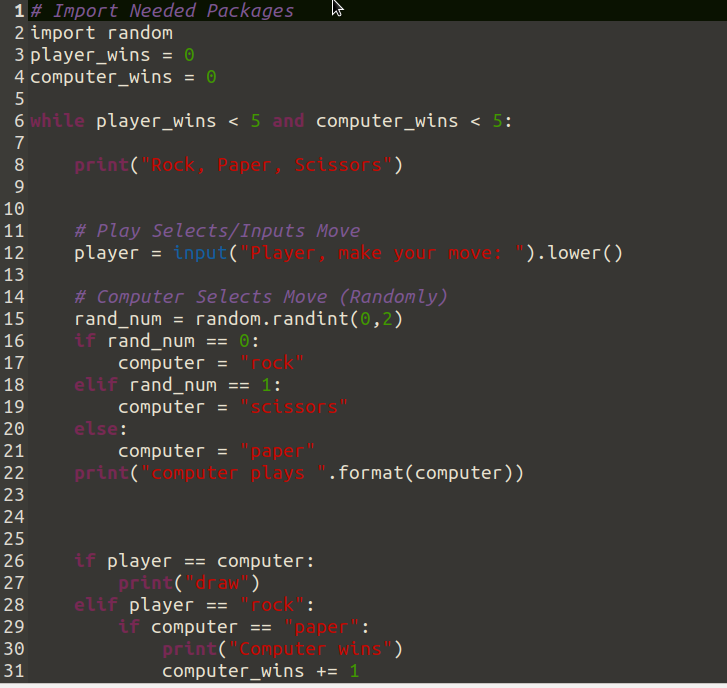 1 # Import Needed Packages
2 import random
3 player_wins = 0
4 computer_wins = 0
5
6 while player_wins < 5 and computer_wins < 5:
7
8     print("Rock, Paper, Scissors")
9
10
11     # Play Selects/Inputs Move
12     player = input("Player, make your move: ").lower()
13
14     # Computer Selects Move (Randomly)
15     rand_num = random.randint(0,2)
16     if rand_num == 0:
17         computer = "rock"
18     elif rand_num == 1:
19         computer = "scissors"
20     else:
21         computer = "paper"
22     print("computer plays ".format(computer))
23
24
25
26     if player == computer:
27         print("draw")
28     elif player == "rock":
29         if computer == "paper":
30             print("Computer wins")
31             computer_wins += 1